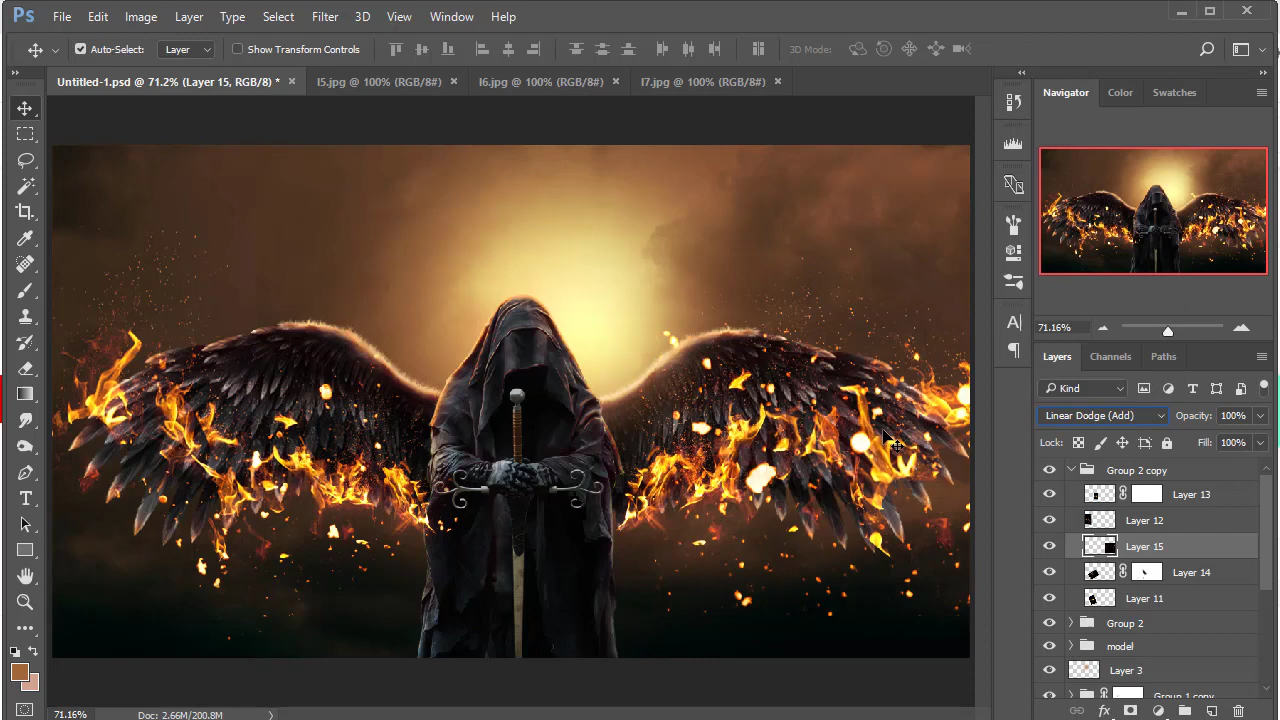 Ps File Edit Image Layer Type Select Filter 3D View Window Help
Auto-Select: Layer Show Transform Controls 3D Mode:
Untitled-1.psd @ 71.2% (Layer 15, RGB/8) * × I5.jpg @ 100% (RGB/8#) × I6.jpg @ 100% (RGB/8#) × I7.jpg @ 100% (RGB/8#) ×
Navigator Color Swatches
71.16%
Layers Channels Paths
Kind
Linear Dodge (Add) Opacity: 100%
Lock: Fill: 100%
Group 2 copy
Layer 13
Layer 12
Layer 15
Layer 14
Layer 11
Group 2
model
Layer 3
Group 1 copy
71.16% Doc: 2.66M/200.8M